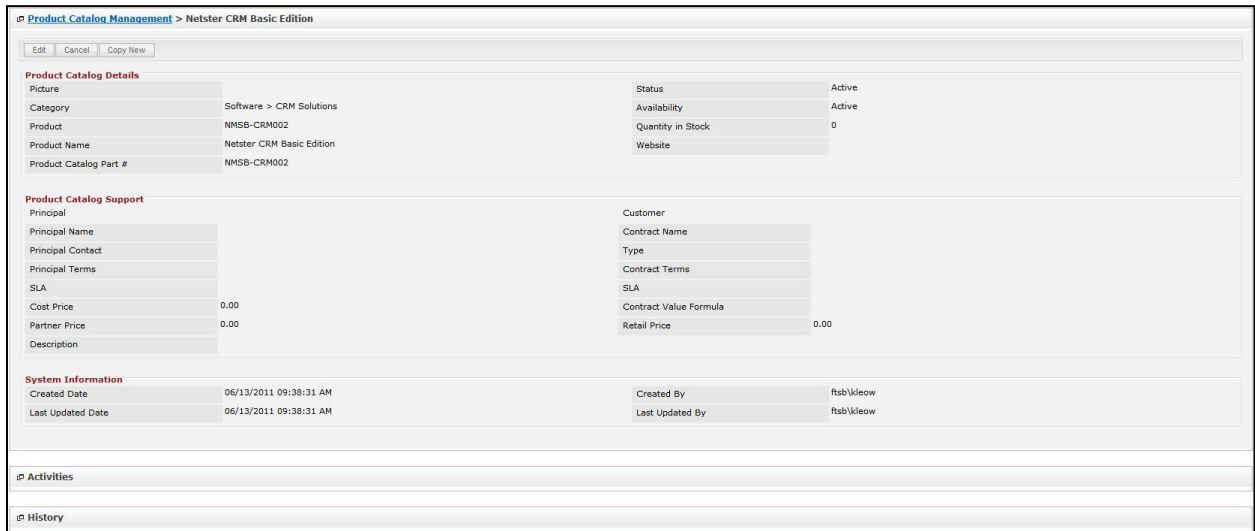 Product Catalog Management > Netster CRM Basic Edition
Edit Cancel Copy New
Product Catalog Details
Picture Status Active
Category Software > CRM Solutions Availability Active
Product NMSB-CRM002 Quantity in Stock 0
Product Name Netster CRM Basic Edition Website
Product Catalog Part # NMSB-CRM002
Product Catalog Support
Principal Customer
Principal Name Contract Name
Principal Contact Type
Principal Terms Contract Terms
SLA SLA
Cost Price 0.00 Contract Value Formula
Partner Price 0.00 Retail Price 0.00
Description
System Information
Created Date 06/13/2011 09:38:31 AM Created By ftsb\kleow
Last Updated Date 06/13/2011 09:38:31 AM Last Updated By ftsb\kleow
Activities
History